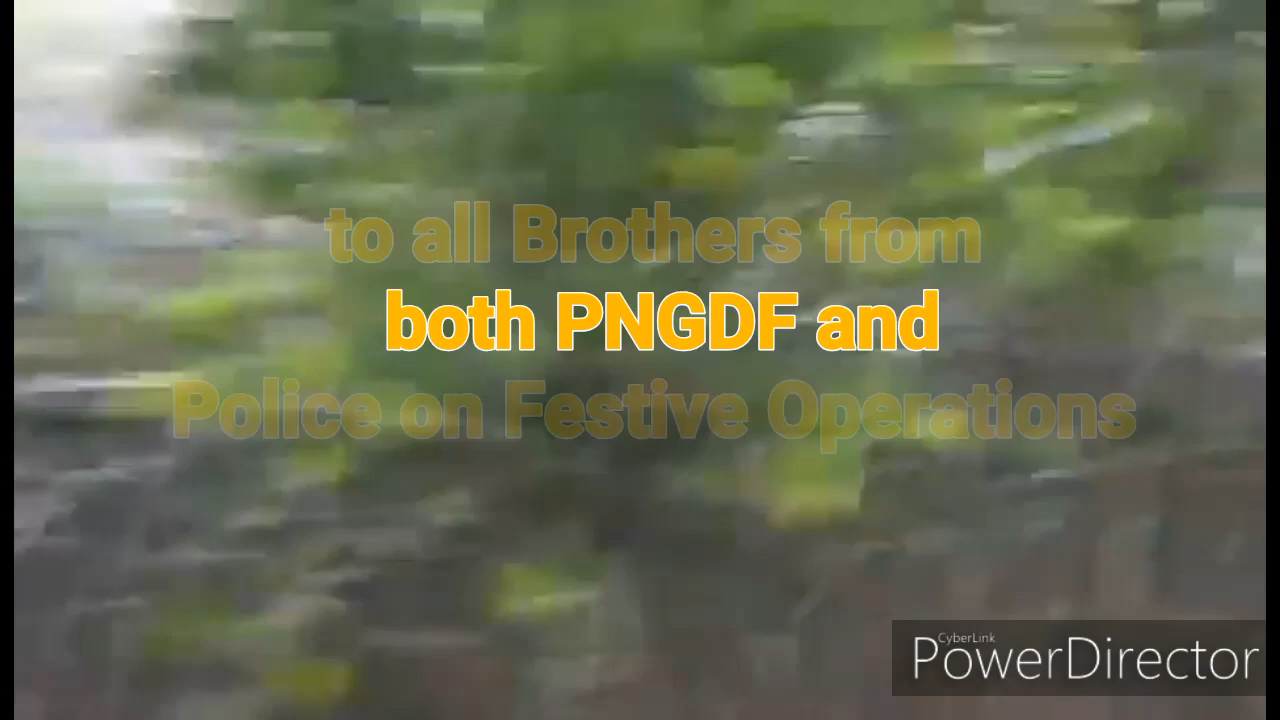 to all Brothers from
both PNGDF and
Police on Festive Operations
CyberLink
PowerDirector